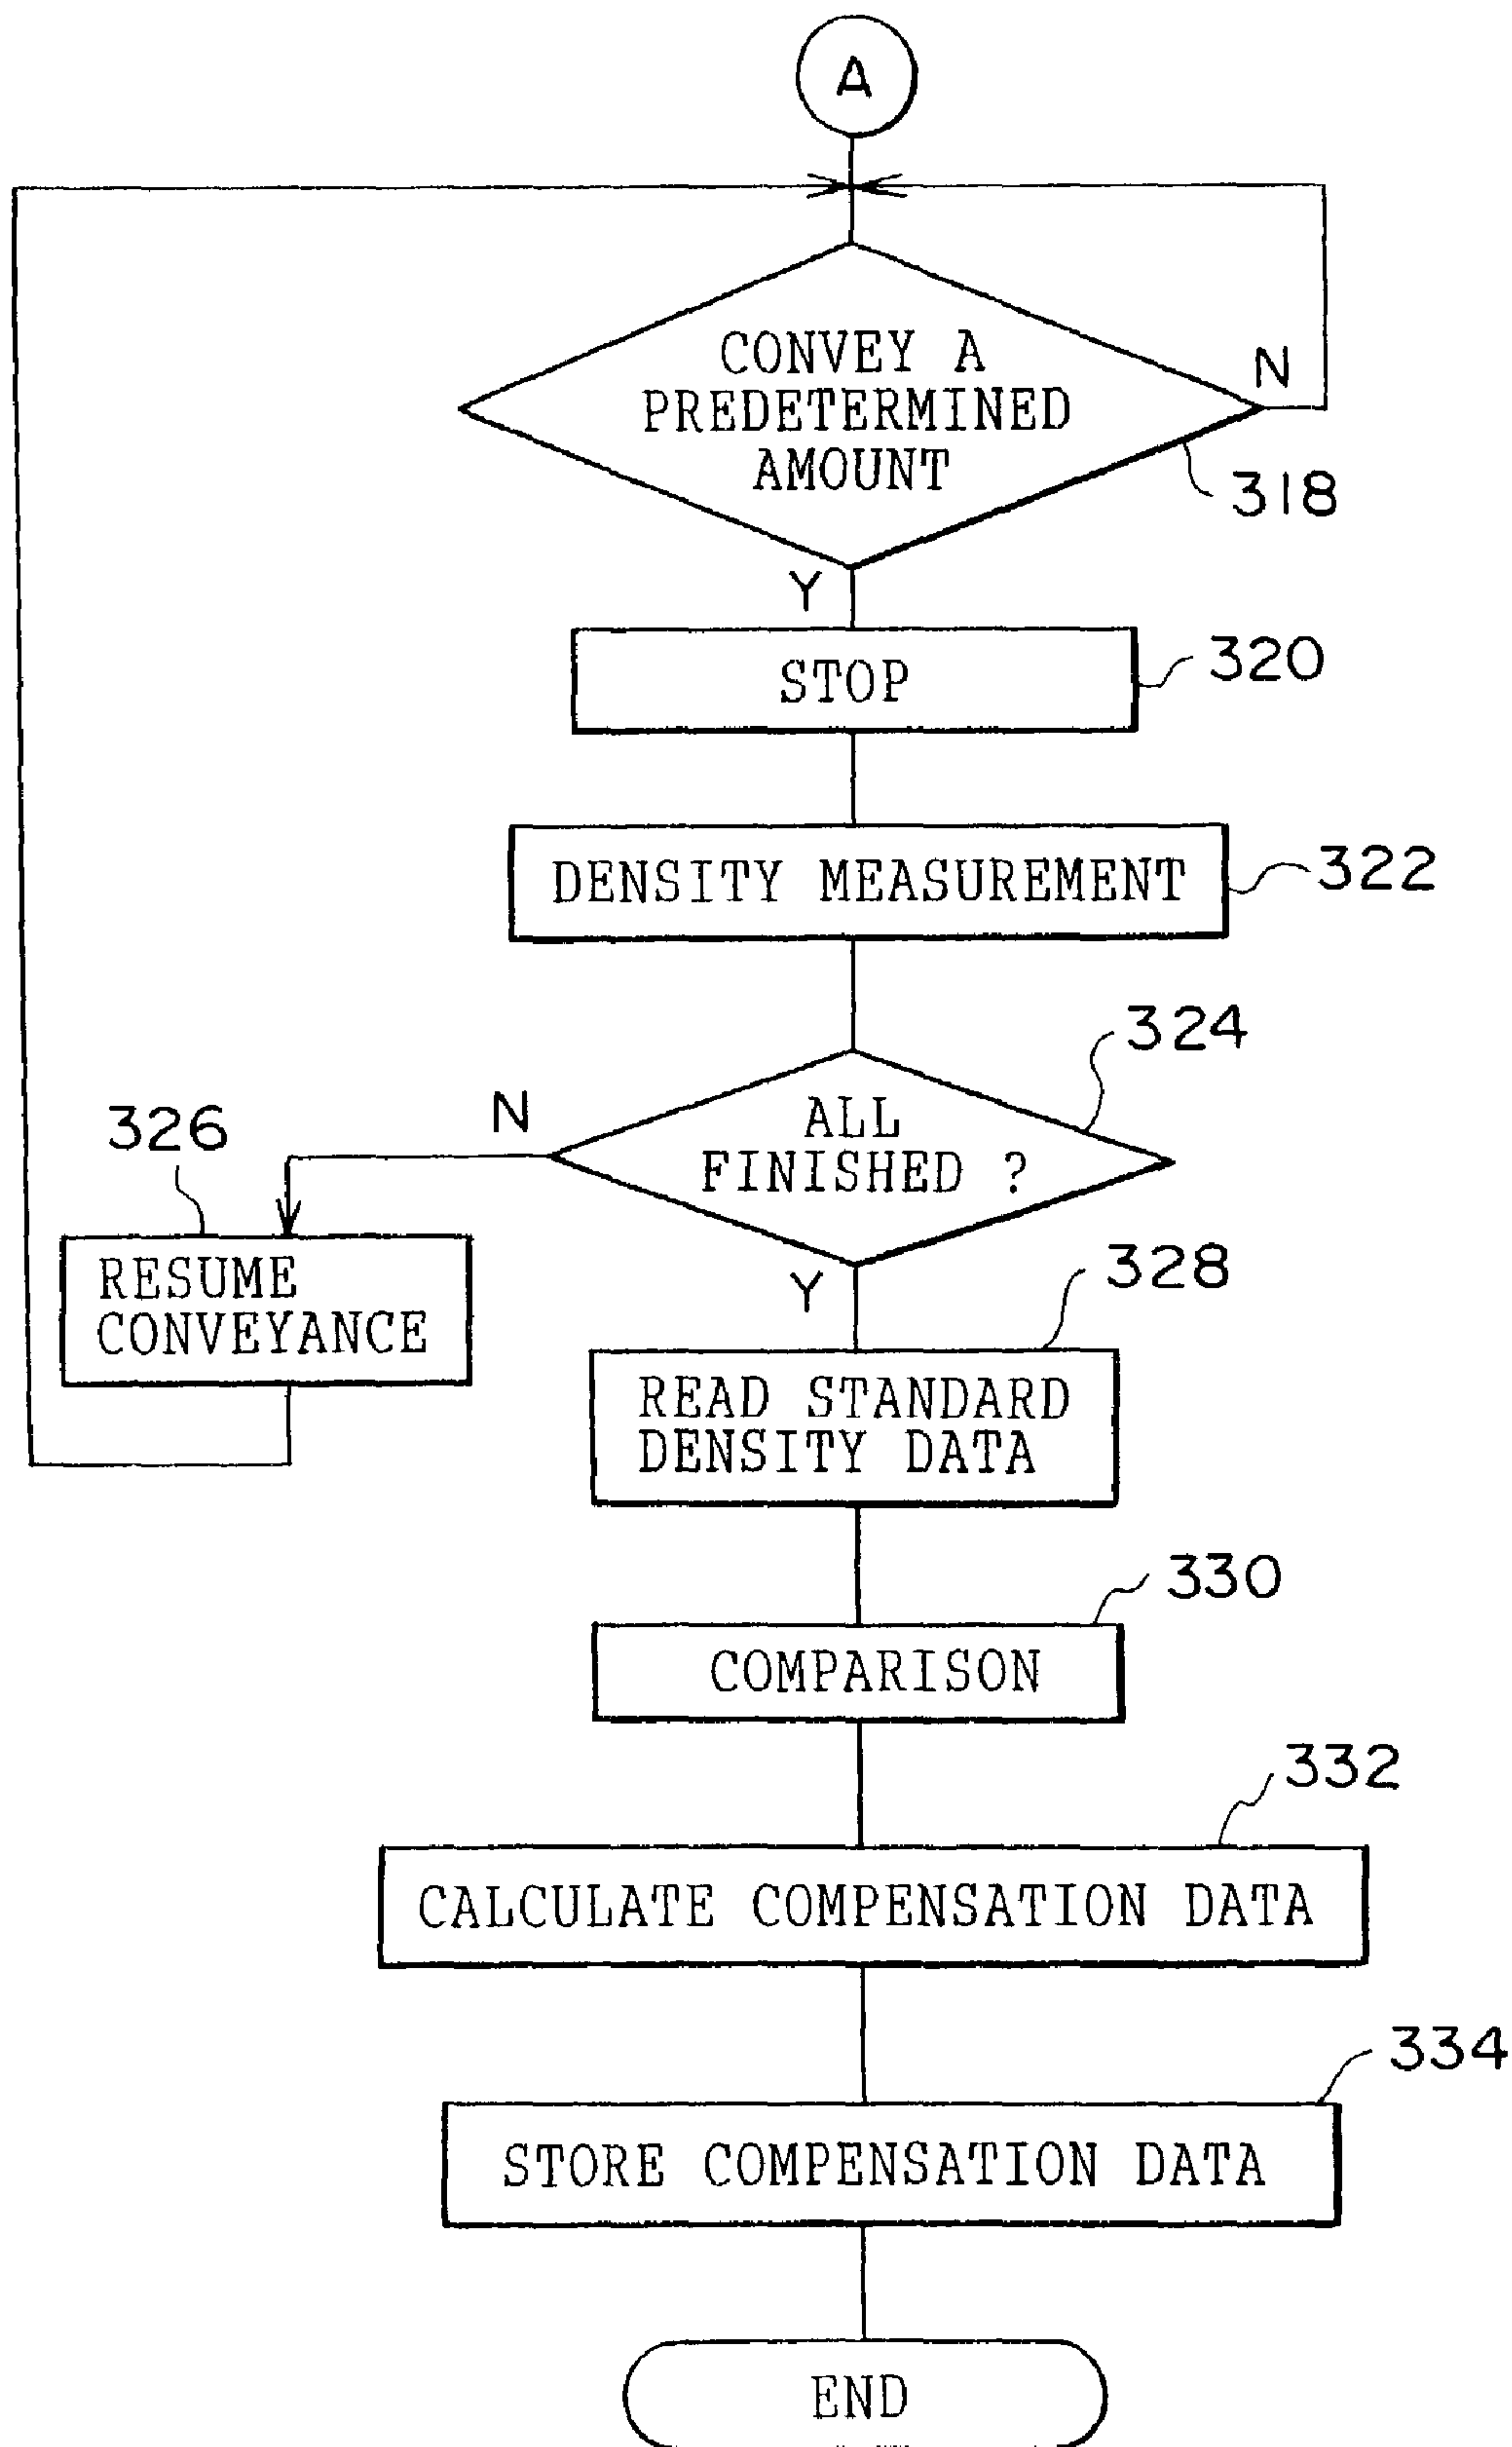 A
CONVEY A
PREDETERMINED
AMOUNT
N
318
Y
STOP
320
DENSITY MEASUREMENT
322
324
N
ALL
FINISHED ?
326
Y
328
RESUME
CONVEYANCE
READ STANDARD
DENSITY DATA
330
COMPARISON
332
CALCULATE COMPENSATION DATA
334
STORE COMPENSATION DATA
END